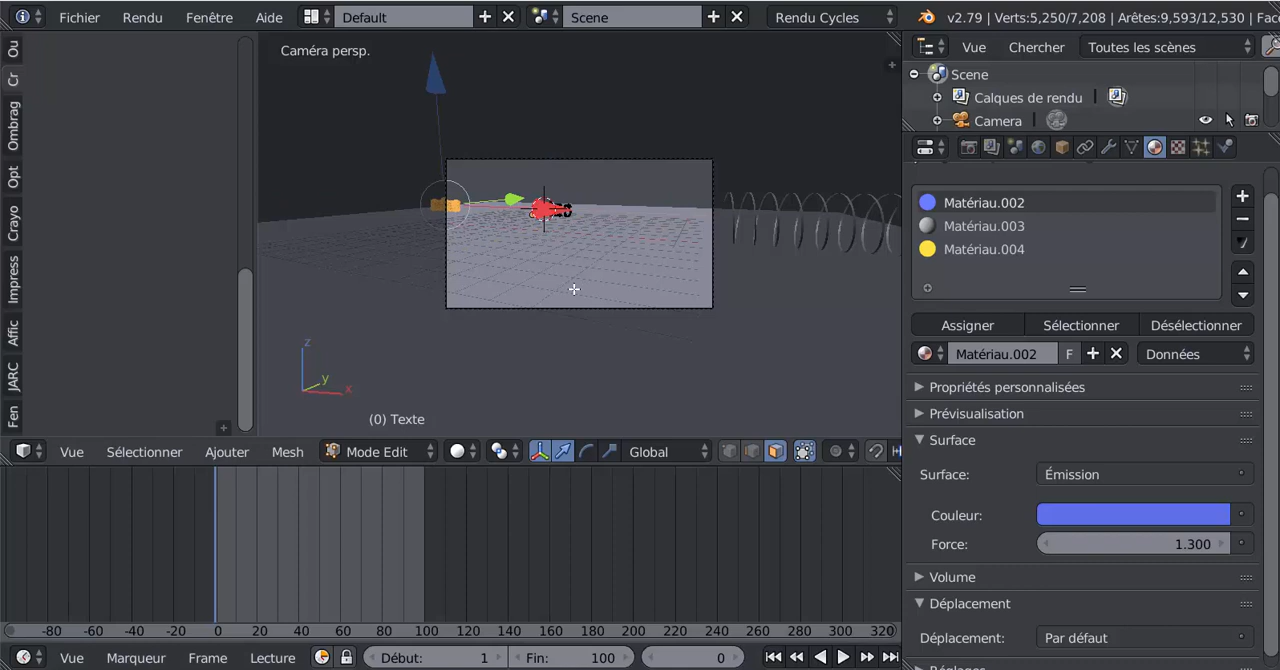 Fichier Rendu Fenêtre Aide Default Scene Rendu Cycles v2.79 | Verts:5,250/7,208 | Arêtes:9,593/12,530 | Fac
Vue Chercher Toutes les scènes
Scene
Calques de rendu
Camera
Ou
Cr
Ombrag
Opt
Crayo
Impress
Affic
JARC
Fen
Caméra persp.
z
y
x
(0) Texte
Matériau.002
Matériau.003
Matériau.004
Assigner Sélectionner Désélectionner
Matériau.002 F Données
Propriétés personnalisées
Prévisualisation
Surface
Surface: Émission
Couleur:
Force: 1.300
Volume
Déplacement
Déplacement: Par défaut
Réglages
Vue Sélectionner Ajouter Mesh Mode Edit Global
-80 -60 -40 -20 0 20 40 60 80 100 120 140 160 180 200 220 240 260 280 300 320
Vue Marqueur Frame Lecture Début: 1 Fin: 100 0